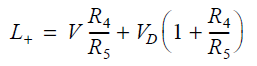 L₊ = V R₄/R₅ + V_D (1 + R₄/R₅)